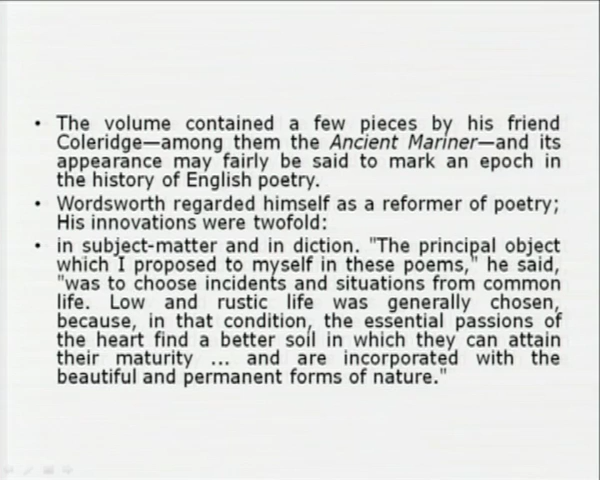 • The volume contained a few pieces by his friend
Coleridge—among them the Ancient Mariner—and its
appearance may fairly be said to mark an epoch in
the history of English poetry.
• Wordsworth regarded himself as a reformer of poetry;
His innovations were twofold:
• in subject-matter and in diction. "The principal object
which I proposed to myself in these poems," he said,
"was to choose incidents and situations from common
life. Low and rustic life was generally chosen,
because, in that condition, the essential passions of
the heart find a better soil in which they can attain
their maturity ... and are incorporated with the
beautiful and permanent forms of nature."